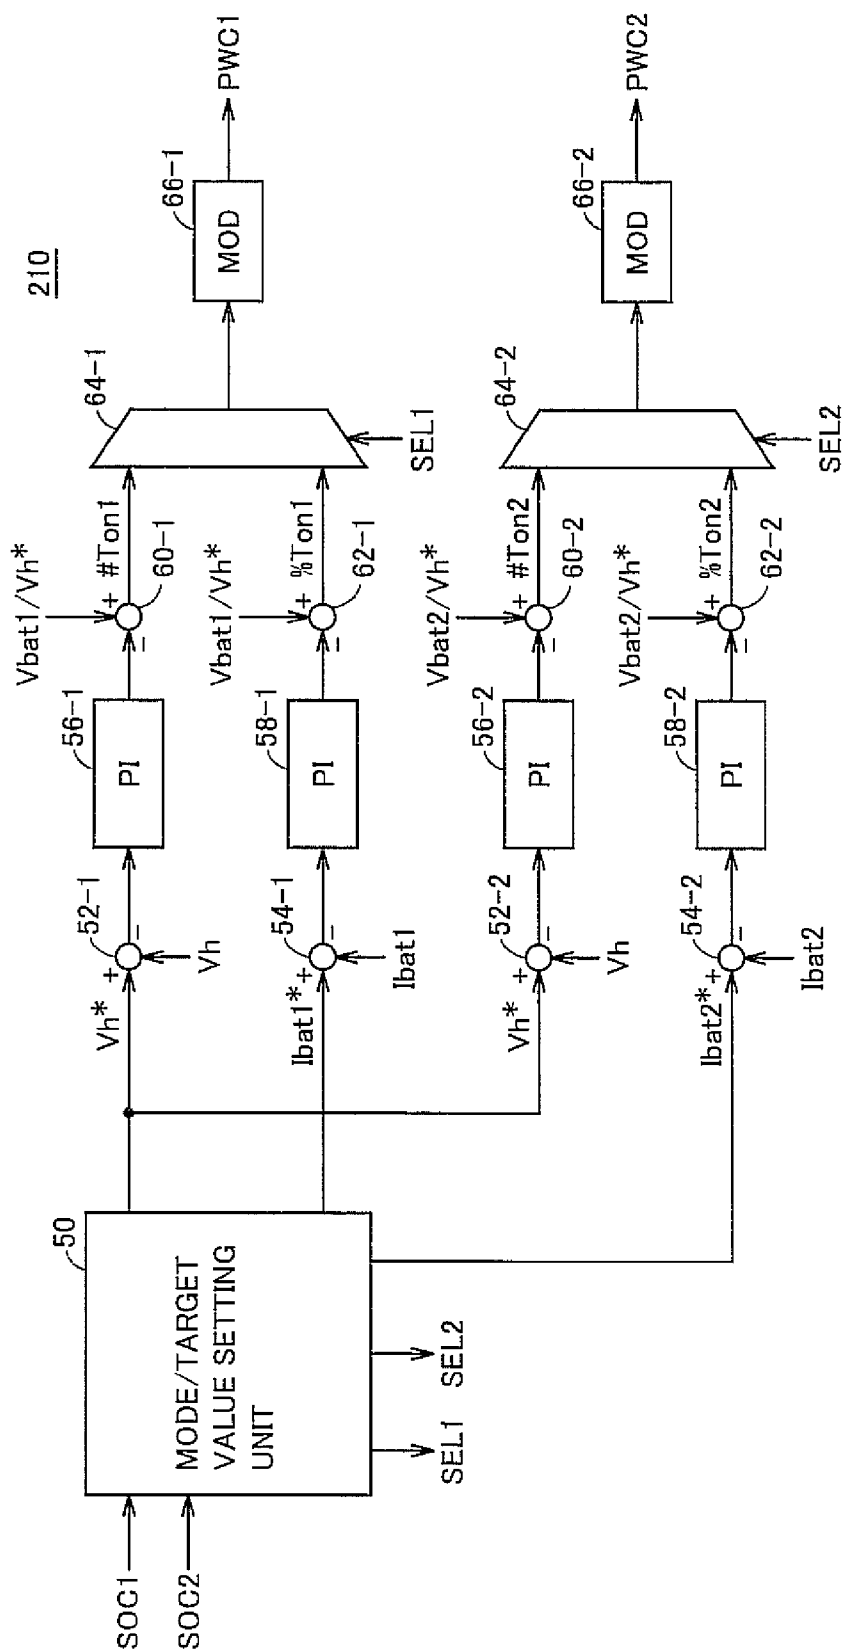 210
SOC1
SOC2
50
MODE/TARGET
VALUE SETTING
UNIT
SEL1
SEL2
Vh*
+
52-1
-
Vh
56-1
PI
Vbat1/Vh*
-
+
60-1
#Ton1
Ibat1*
+
54-1
-
Ibat1
58-1
PI
Vbat1/Vh*
-
+
62-1
%Ton1
64-1
SEL1
66-1
MOD
PWC1
Vh*
+
52-2
-
Vh
56-2
PI
Vbat2/Vh*
-
+
60-2
#Ton2
Ibat2*
+
54-2
-
Ibat2
58-2
PI
Vbat2/Vh*
-
+
62-2
%Ton2
64-2
SEL2
66-2
MOD
PWC2